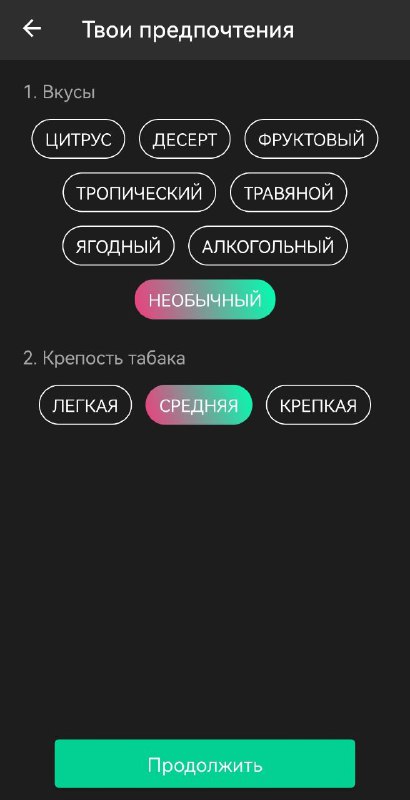 Твои предпочтения
1. Вкусы
ЦИТРУС ДЕСЕРТ ФРУКТОВЫЙ
ТРОПИЧЕСКИЙ ТРАВЯНОЙ
ЯГОДНЫЙ АЛКОГОЛЬНЫЙ
НЕОБЫЧНЫЙ
2. Крепость табака
ЛЕГКАЯ СРЕДНЯЯ КРЕПКАЯ
Продолжить